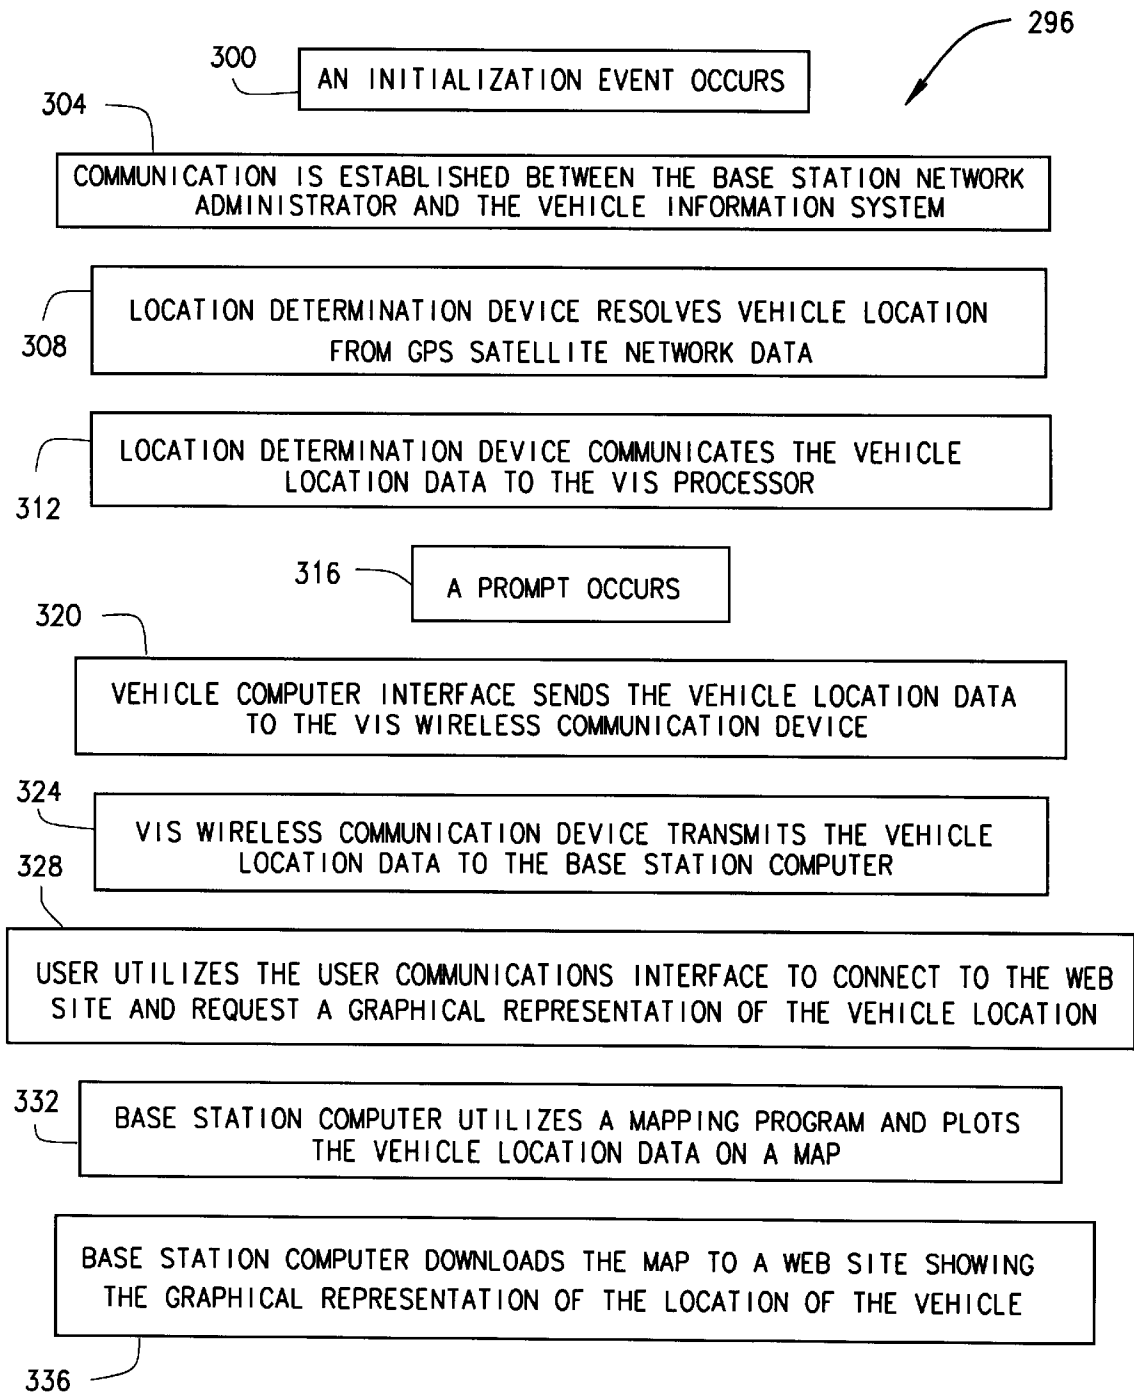 296
300
AN INITIALIZATION EVENT OCCURS
304
COMMUNICATION IS ESTABLISHED BETWEEN THE BASE STATION NETWORK
ADMINISTRATOR AND THE VEHICLE INFORMATION SYSTEM
308
LOCATION DETERMINATION DEVICE RESOLVES VEHICLE LOCATION
FROM GPS SATELLITE NETWORK DATA
312
LOCATION DETERMINATION DEVICE COMMUNICATES THE VEHICLE
LOCATION DATA TO THE VIS PROCESSOR
316
A PROMPT OCCURS
320
VEHICLE COMPUTER INTERFACE SENDS THE VEHICLE LOCATION DATA
TO THE VIS WIRELESS COMMUNICATION DEVICE
324
VIS WIRELESS COMMUNICATION DEVICE TRANSMITS THE VEHICLE
LOCATION DATA TO THE BASE STATION COMPUTER
328
USER UTILIZES THE USER COMMUNICATIONS INTERFACE TO CONNECT TO THE WEB
SITE AND REQUEST A GRAPHICAL REPRESENTATION OF THE VEHICLE LOCATION
332
BASE STATION COMPUTER UTILIZES A MAPPING PROGRAM AND PLOTS
THE VEHICLE LOCATION DATA ON A MAP
BASE STATION COMPUTER DOWNLOADS THE MAP TO A WEB SITE SHOWING
THE GRAPHICAL REPRESENTATION OF THE LOCATION OF THE VEHICLE
336